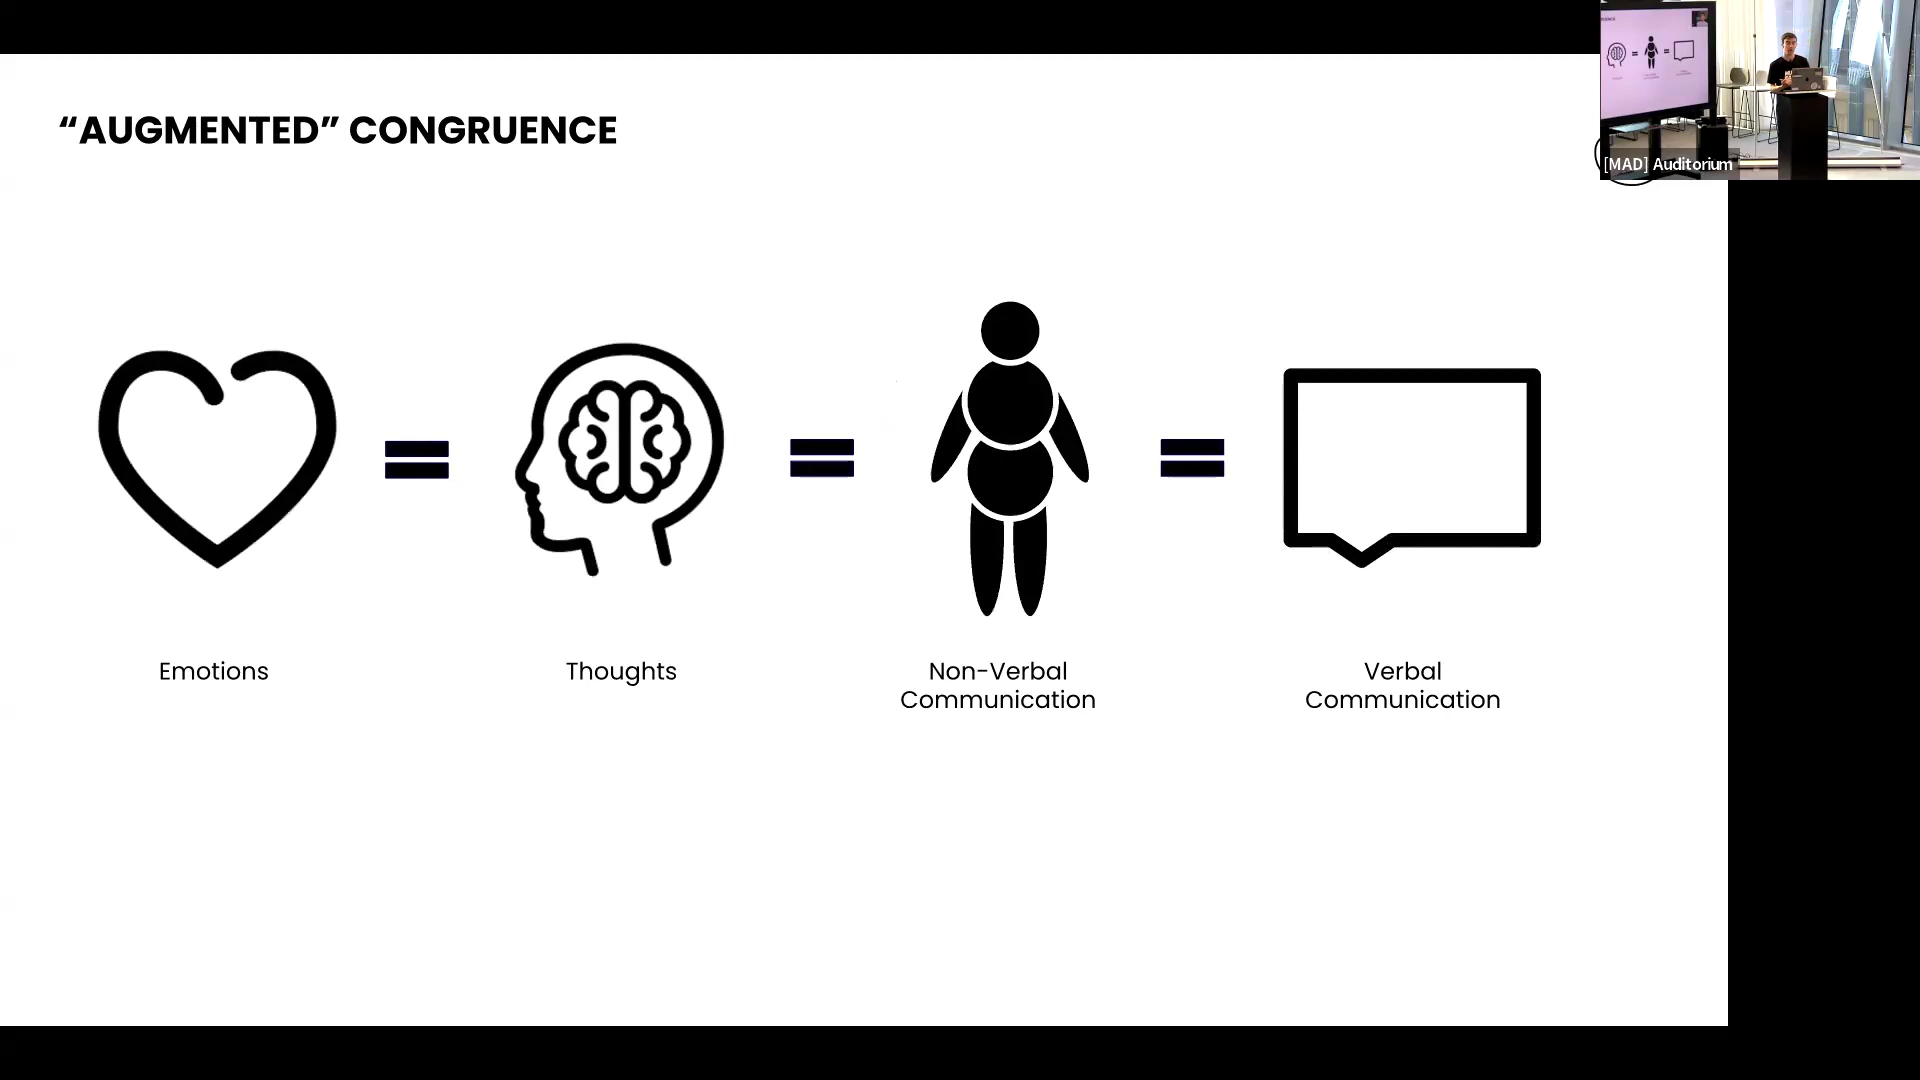 “AUGMENTED” CONGRUENCE
[MAD] Auditorium
Emotions
Thoughts
Non-Verbal
Communication
Verbal
Communication